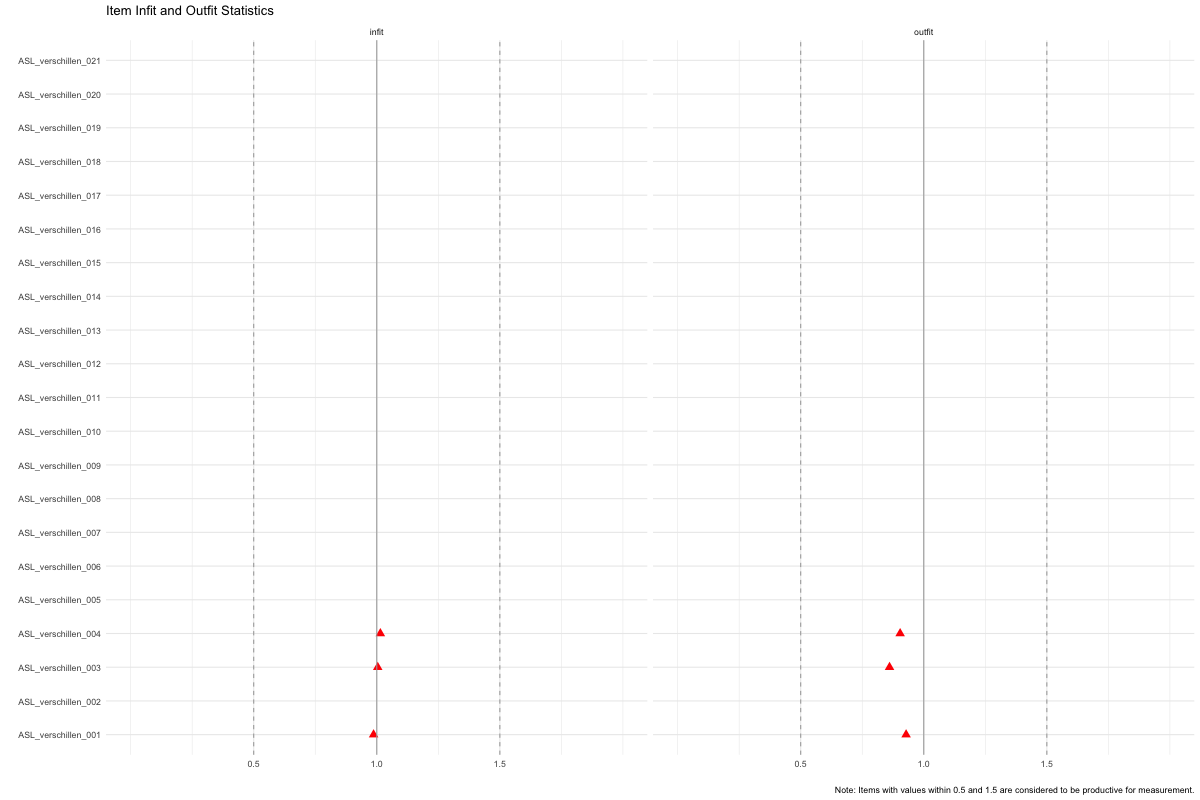 Item Infit and Outfit Statistics
infit
outfit
ASL_verschillen_021
ASL_verschillen_020
ASL_verschillen_019
ASL_verschillen_018
ASL_verschillen_017
ASL_verschillen_016
ASL_verschillen_015
ASL_verschillen_014
ASL_verschillen_013
ASL_verschillen_012
ASL_verschillen_011
ASL_verschillen_010
ASL_verschillen_009
ASL_verschillen_008
ASL_verschillen_007
ASL_verschillen_006
ASL_verschillen_005
ASL_verschillen_004
ASL_verschillen_003
ASL_verschillen_002
ASL_verschillen_001
0.5 1.0 1.5 0.5 1.0 1.5
Note: Items with values within 0.5 and 1.5 are considered to be productive for measurement.